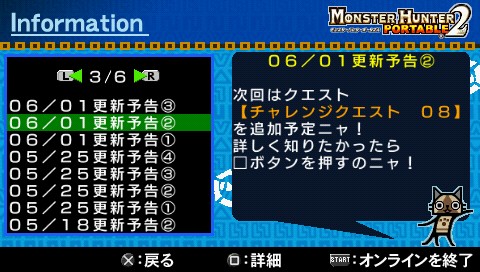 Information
MONSTER HUNTER
PORTABLE 2
L 3/6 R
06/01更新予告③
06/01更新予告②
06/01更新予告①
05/25更新予告④
05/25更新予告③
05/25更新予告②
05/25更新予告①
05/18更新予告②
06/01更新予告②
次回はクエスト
【チャレンジクエスト 08】
を追加予定ニャ!
詳しく知りたかったら
□ボタンを押すのニャ!
×:戻る
□:詳細
START:オンラインを終了